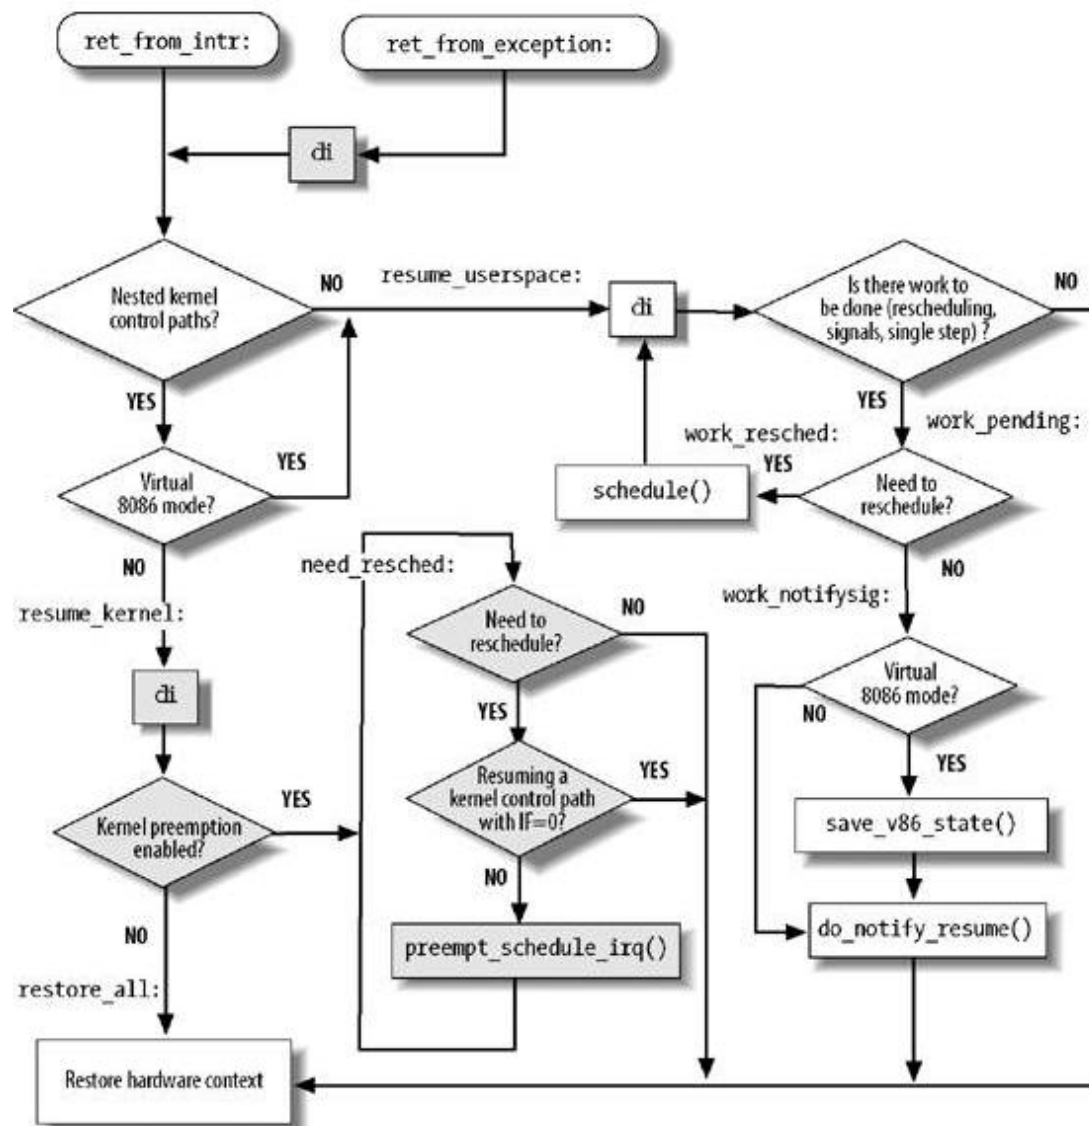 ret_from_intr:
ret_from_exception:
cli
Nested kernel
control paths?
NO
resume_userspace:
cli
Is there work to
be done (rescheduling,
signals, single step) ?
NO
YES
YES
work_pending:
Virtual
8086 mode?
YES
work_resched:
YES
schedule()
Need to
reschedule?
NO
resume_kernel:
need_resched:
NO
work_notifysig:
cli
Need to
reschedule?
NO
YES
Virtual
8086 mode?
NO
YES
Kernel preemption
enabled?
YES
Resuming a
kernel control path
with IF=0?
YES
NO
save_v86_state()
NO
preempt_schedule_irq()
do_notify_resume()
restore_all:
Restore hardware context